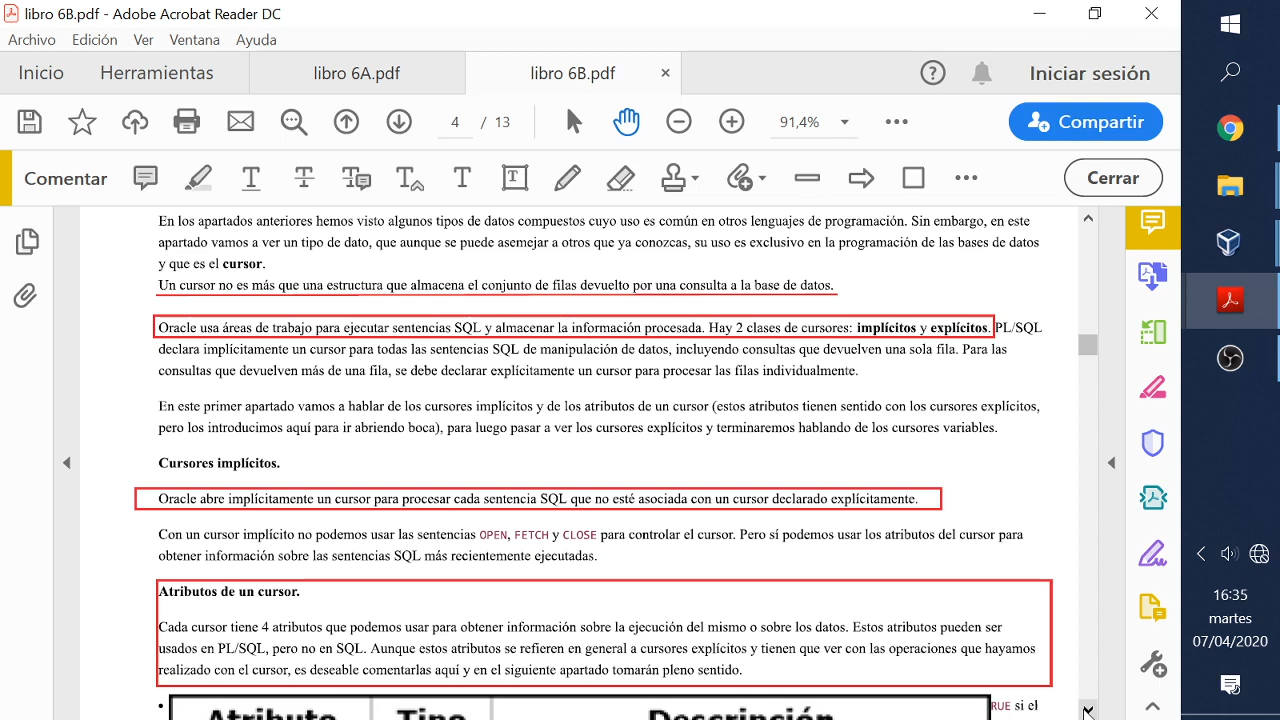 libro 6B.pdf - Adobe Acrobat Reader DC
Archivo Edición Ver Ventana Ayuda
Inicio Herramientas libro 6A.pdf libro 6B.pdf × Iniciar sesión
4 / 13 91,4% Compartir
Comentar Cerrar
En los apartados anteriores hemos visto algunos tipos de datos compuestos cuyo uso es común en otros lenguajes de programación. Sin embargo, en este
apartado vamos a ver un tipo de dato, que aunque se puede asemejar a otros que ya conozcas, su uso es exclusivo en la programación de las bases de datos
y que es el cursor.
Un cursor no es más que una estructura que almacena el conjunto de filas devuelto por una consulta a la base de datos.
Oracle usa áreas de trabajo para ejecutar sentencias SQL y almacenar la información procesada. Hay 2 clases de cursores: implícitos y explícitos. PL/SQL
declara implícitamente un cursor para todas las sentencias SQL de manipulación de datos, incluyendo consultas que devuelven una sola fila. Para las
consultas que devuelven más de una fila, se debe declarar explícitamente un cursor para procesar las filas individualmente.
En este primer apartado vamos a hablar de los cursores implícitos y de los atributos de un cursor (estos atributos tienen sentido con los cursores explícitos,
pero los introducimos aquí para ir abriendo boca), para luego pasar a ver los cursores explícitos y terminaremos hablando de los cursores variables.
Cursores implícitos.
Oracle abre implícitamente un cursor para procesar cada sentencia SQL que no esté asociada con un cursor declarado explícitamente.
Con un cursor implícito no podemos usar las sentencias OPEN, FETCH y CLOSE para controlar el cursor. Pero sí podemos usar los atributos del cursor para
obtener información sobre las sentencias SQL más recientemente ejecutadas.
Atributos de un cursor.
Cada cursor tiene 4 atributos que podemos usar para obtener información sobre la ejecución del mismo o sobre los datos. Estos atributos pueden ser
usados en PL/SQL, pero no en SQL. Aunque estos atributos se refieren en general a cursores explícitos y tienen que ver con las operaciones que hayamos
realizado con el cursor, es deseable comentarlas aquí y en el siguiente apartado tomarán pleno sentido.
Atributo Tipo Descripción RUE si el
16:35
martes
07/04/2020